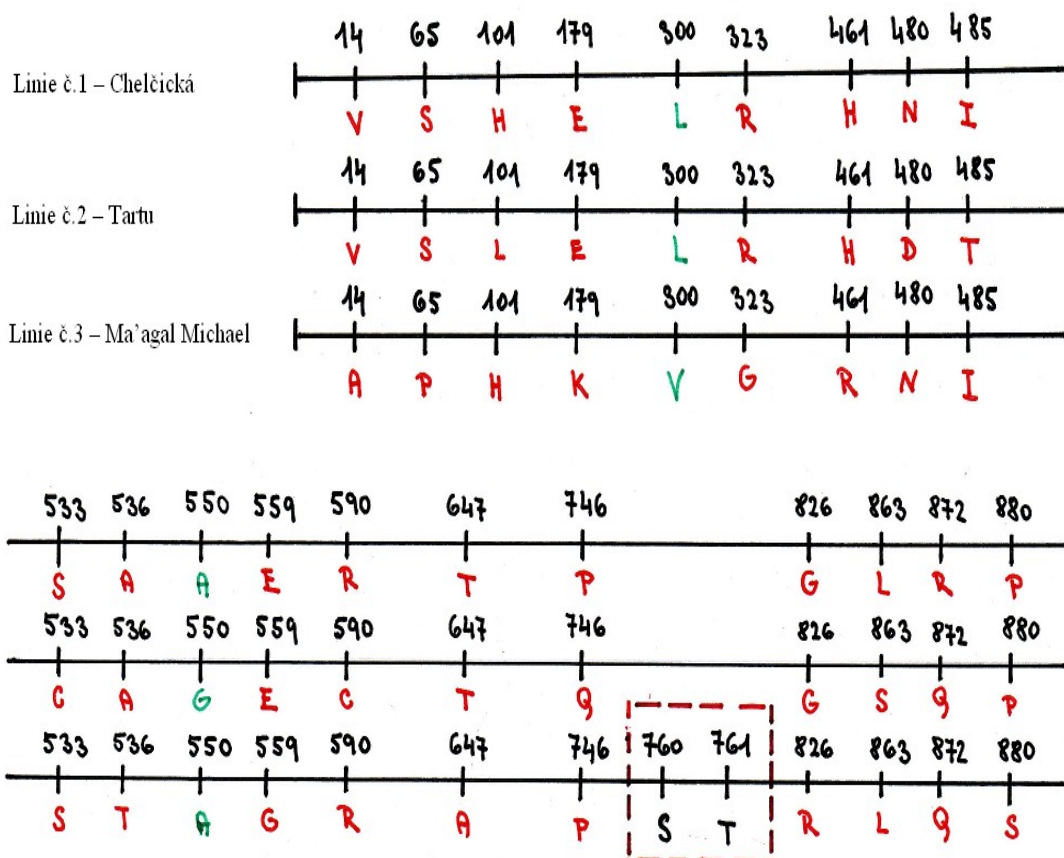 14 65 101 179 300 323 461 480 485
Linie č.1 – Chelčická
V S H E L R H N I
14 65 101 179 300 323 461 480 485
Linie č.2 – Tartu
V S L E L R H D T
14 65 101 179 300 323 461 480 485
Linie č.3 – Ma’agal Michael
A P H K V G R N I
533 536 550 559 590 647 746 826 863 872 880
S A A E R T P G L R P
533 536 550 559 590 647 746 826 863 872 880
C A G E C T Q G S Q P
533 536 550 559 590 647 746 760 761 826 863 872 880
S T A G R A P S T R L Q S